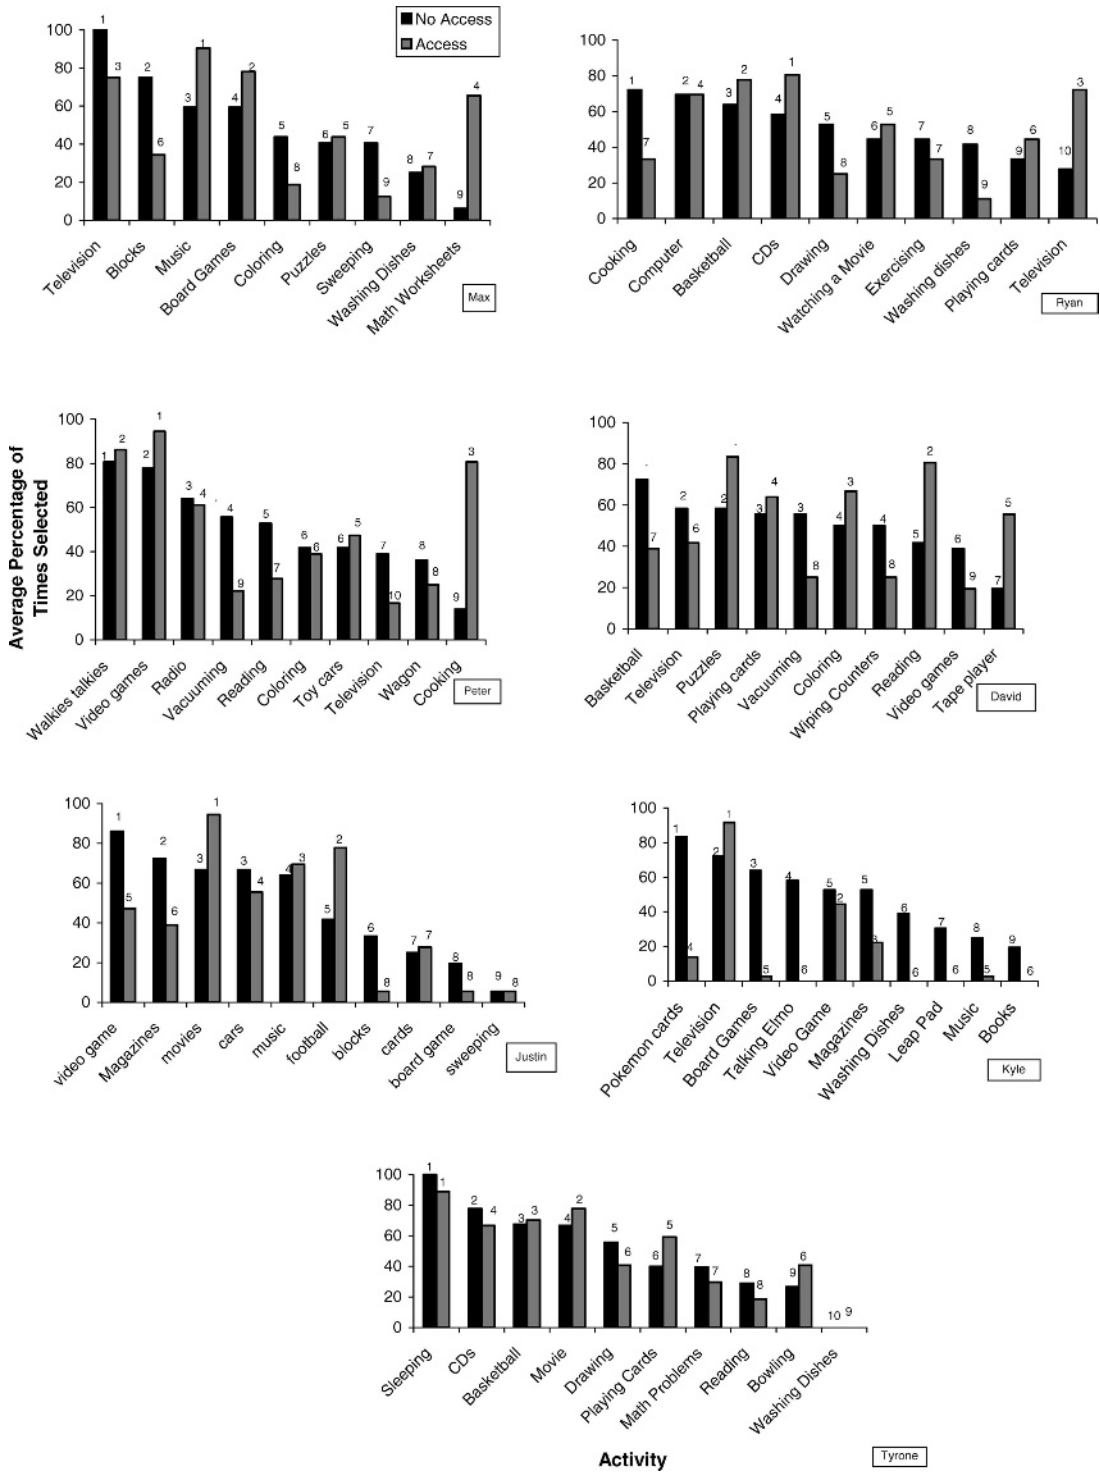 No Access
Access
Average Percentage of
Times Selected
100
80
60
40
20
0
1 3 2 6 3 1 4 2 5 8 6 5 7 9 8 7 9 4
Television
Blocks
Music
Board Games
Coloring
Puzzles
Sweeping
Washing Dishes
Math Worksheets
Max
100
80
60
40
20
0
1 7 2 4 3 2 4 1 5 8 6 5 7 7 8 9 9 6 10 3
Cooking
Computer
Basketball
CDs
Drawing
Watching a Movie
Exercising
Washing dishes
Playing cards
Television
Ryan
100
80
60
40
20
0
1 2 2 1 3 4 4 9 5 7 6 6 6 5 7 10 8 8 9 3
Walkies talkies
Video games
Radio
Vacuuming
Reading
Coloring
Toy cars
Television
Wagon
Cooking
Peter
100
80
60
40
20
0
7 2 6 2 3 4 3 8 4 3 4 8 5 2 6 9 7 5
Basketball
Television
Puzzles
Playing cards
Vacuuming
Coloring
Wiping Counters
Reading
Video games
Tape player
David
100
80
60
40
20
0
1 5 2 6 3 1 3 4 4 3 5 2 6 8 7 7 8 8 9 8
video game
Magazines
movies
cars
music
football
blocks
cards
board game
sweeping
Justin
100
80
60
40
20
0
1 4 2 1 3 5 4 6 5 2 5 3 6 6 7 6 8 5 9 6
Pokemon cards
Television
Board Games
Talking Elmo
Video Game
Magazines
Washing Dishes
Leap Pad
Music
Books
Kyle
100
80
60
40
20
0
1 1 2 4 3 3 4 2 5 6 6 5 7 7 8 8 9 6 10 9
Sleeping
CDs
Basketball
Movie
Drawing
Playing Cards
Math Problems
Reading
Bowling
Washing Dishes
Tyrone
Activity